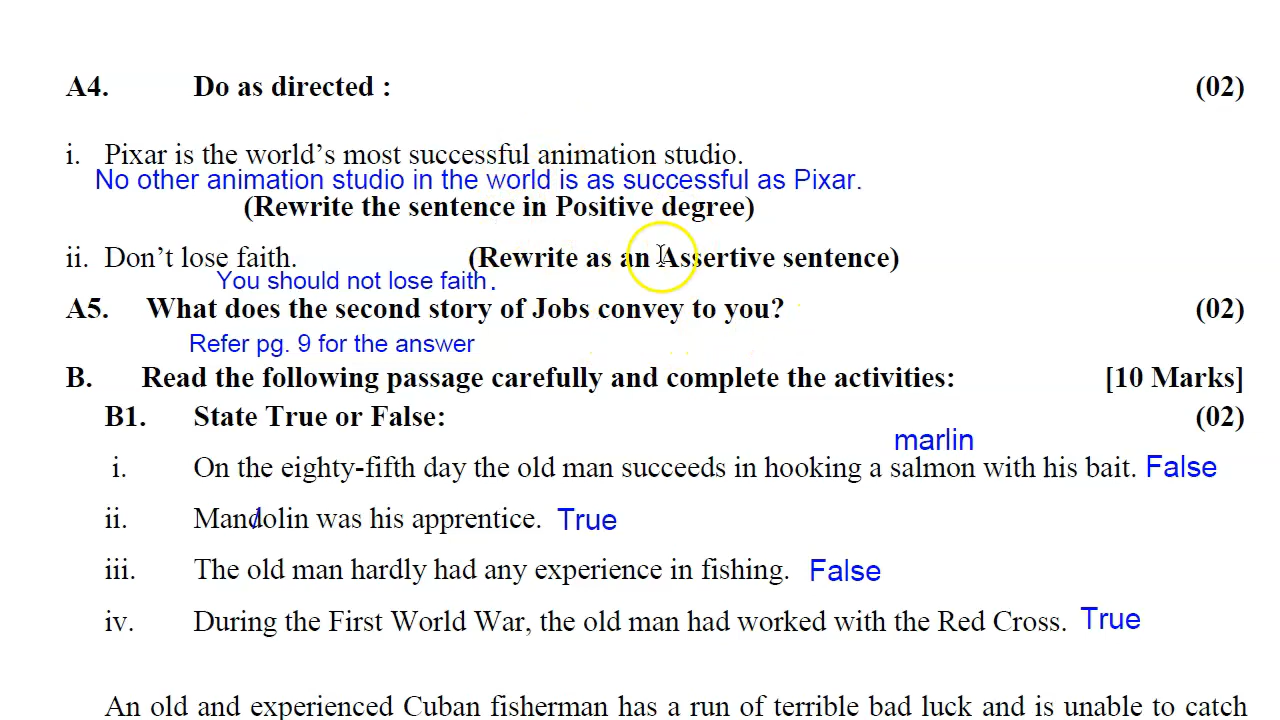 A4. Do as directed : (02)
i. Pixar is the world's most successful animation studio.
No other animation studio in the world is as successful as Pixar.
(Rewrite the sentence in Positive degree)
ii. Don't lose faith. (Rewrite as an Assertive sentence)
You should not lose faith.
A5. What does the second story of Jobs convey to you? (02)
Refer pg. 9 for the answer
B. Read the following passage carefully and complete the activities: [10 Marks]
B1. State True or False: (02)
marlin
i. On the eighty-fifth day the old man succeeds in hooking a salmon with his bait. False
ii. Mandolin was his apprentice. True
iii. The old man hardly had any experience in fishing. False
iv. During the First World War, the old man had worked with the Red Cross. True
An old and experienced Cuban fisherman has a run of terrible bad luck and is unable to catch